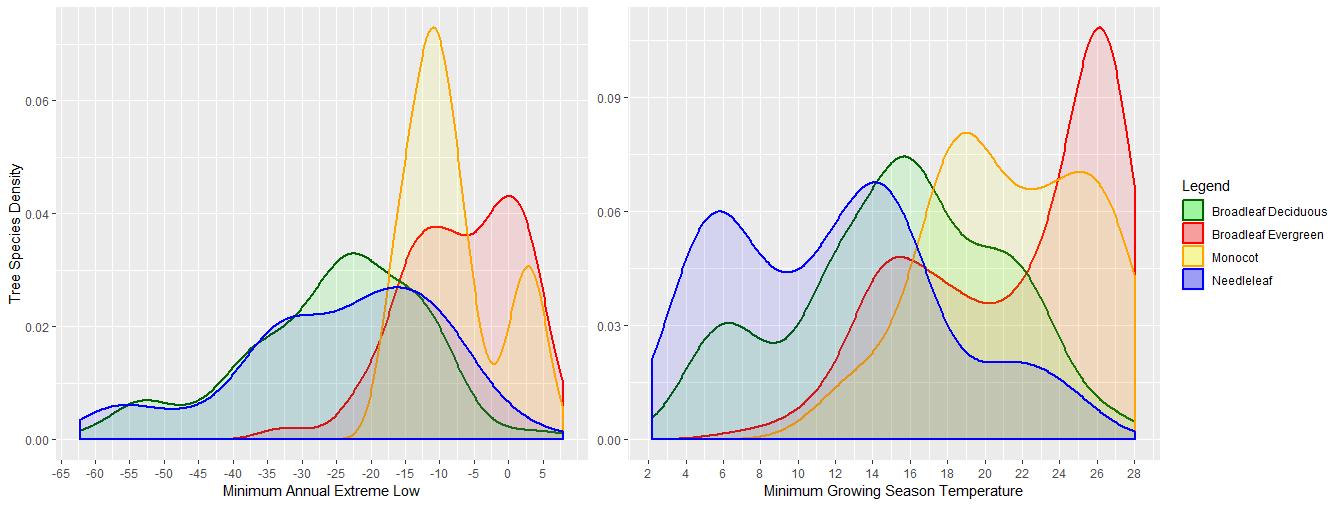 Tree Species Density
0.06
0.04
0.02
0.00
-65 -60 -55 -50 -45 -40 -35 -30 -25 -20 -15 -10 -5 0 5
Minimum Annual Extreme Low
0.09
0.06
0.03
0.00
2 4 6 8 10 12 14 16 18 20 22 24 26 28
Minimum Growing Season Temperature
Legend
Broadleaf Deciduous
Broadleaf Evergreen
Monocot
Needleleaf